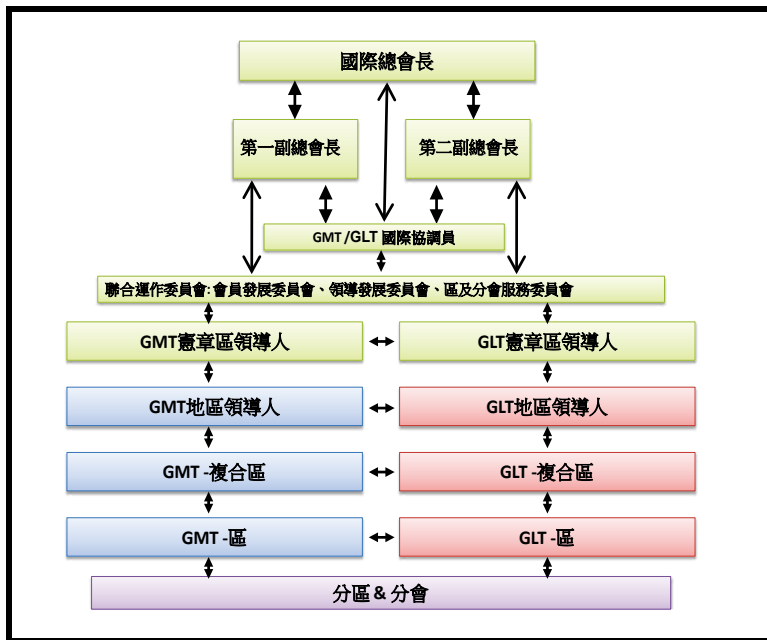 國際總會長
第一副總會長
第二副總會長
GMT /GLT 國際協調員
聯合運作委員會: 會員發展委員會、領導發展委員會、區及分會服務委員會
GMT憲章區領導人
GLT憲章區領導人
GMT地區領導人
GLT地區領導人
GMT -複合區
GLT -複合區
GMT -區
GLT -區
分區 & 分會